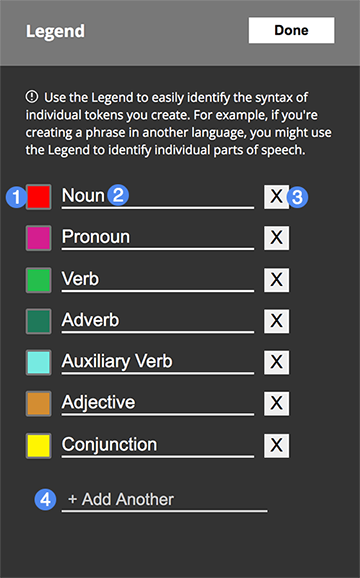 Legend Done
Use the Legend to easily identify the syntax of
individual tokens you create. For example, if you're
creating a phrase in another language, you might use
the Legend to identify individual parts of speech.
1 Noun 2 X 3
Pronoun X
Verb X
Adverb X
Auxiliary Verb X
Adjective X
Conjunction X
4 + Add Another